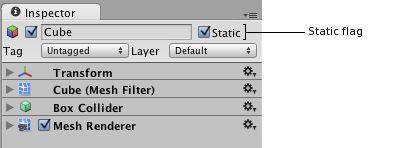 Inspector
Cube Static Static flag
Tag Untagged Layer Default
Transform
Cube (Mesh Filter)
Box Collider
Mesh Renderer